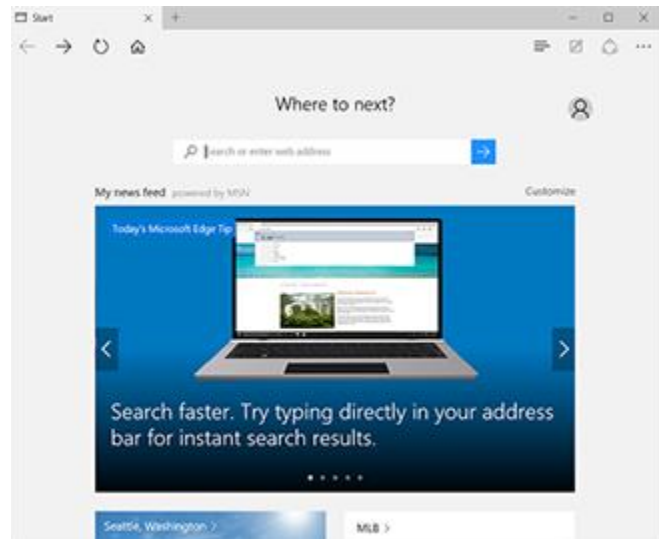 Start
Where to next?
Search or enter web address
My news feed powered by MSN
Customize
Today's Microsoft Edge Tip
Search faster. Try typing directly in your address
bar for instant search results.
Seattle, Washington >
MLB >